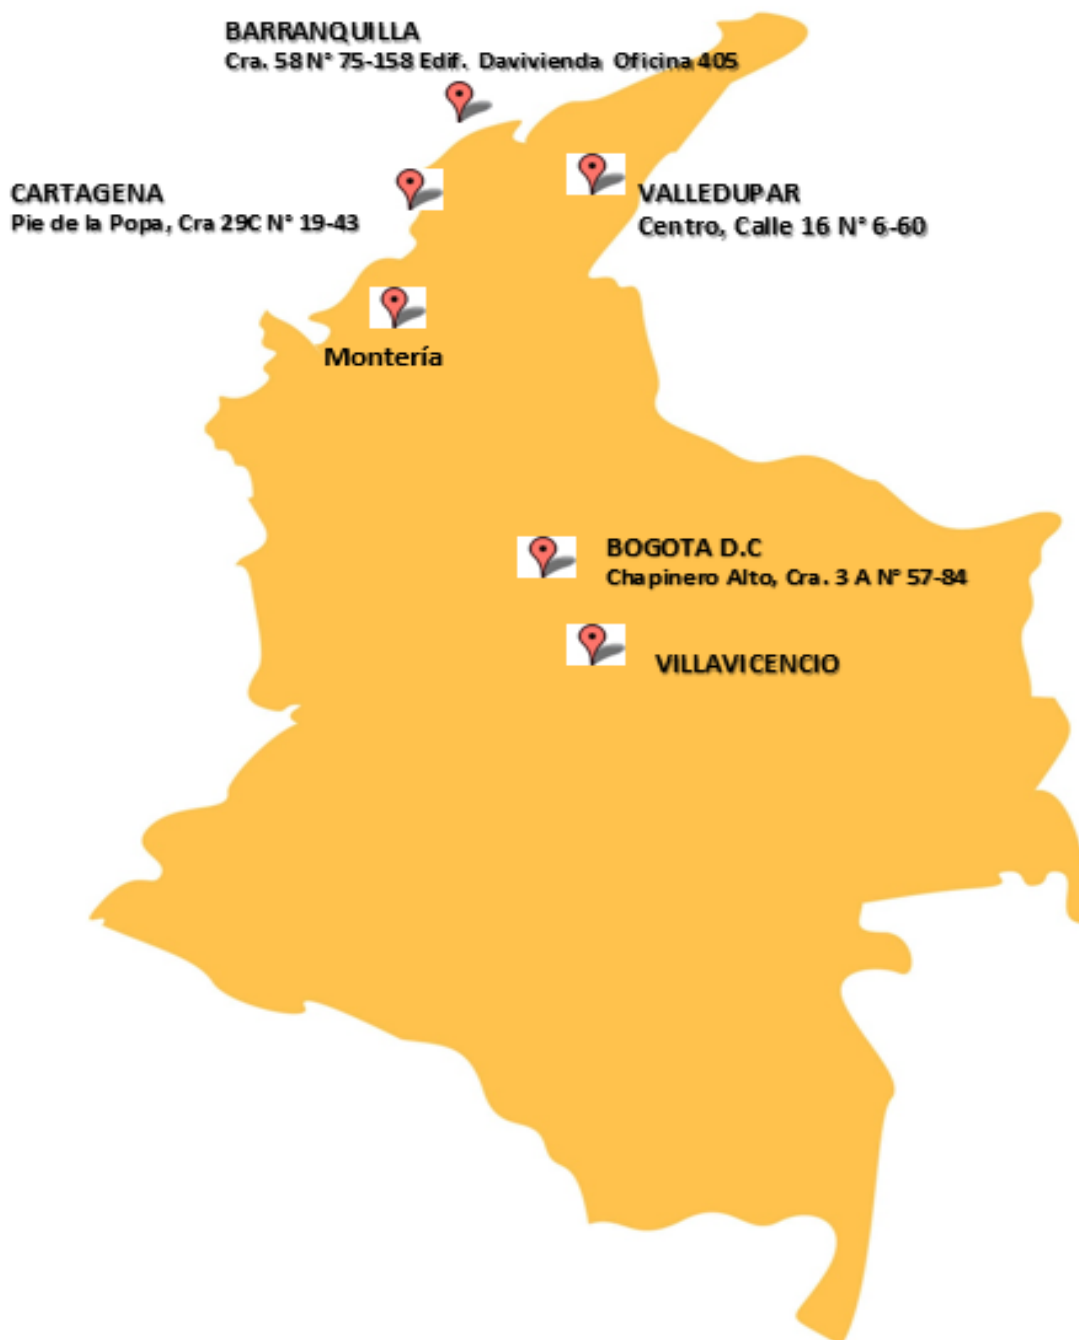 BARRANQUILLA
Cra. 58 N° 75-158 Edif. Davivienda Oficina 405
CARTAGENA
Pie de la Popa, Cra 29C N° 19-43
VALLEDUPAR
Centro, Calle 16 N° 6-60
Montería
BOGOTA D.C
Chapinero Alto, Cra. 3 A N° 57-84
VILLAVICENCIO